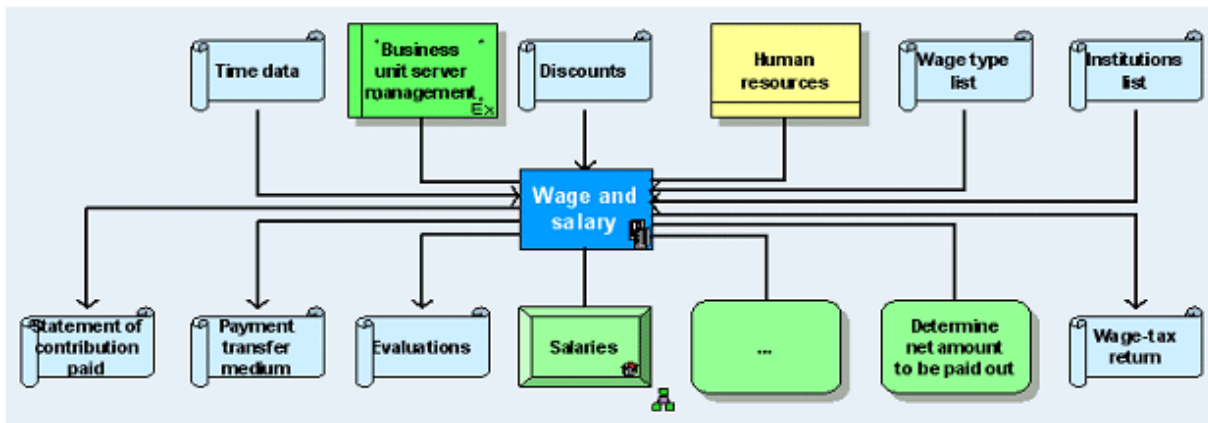 Time data
Business
unit server
management
Ex
Discounts
Human
resources
Wage type
list
Institutions
list
Wage and
salary
Statement of
contribution
paid
Payment
transfer
medium
Evaluations
Salaries
...
Determine
net amount
to be paid out
Wage-tax
return